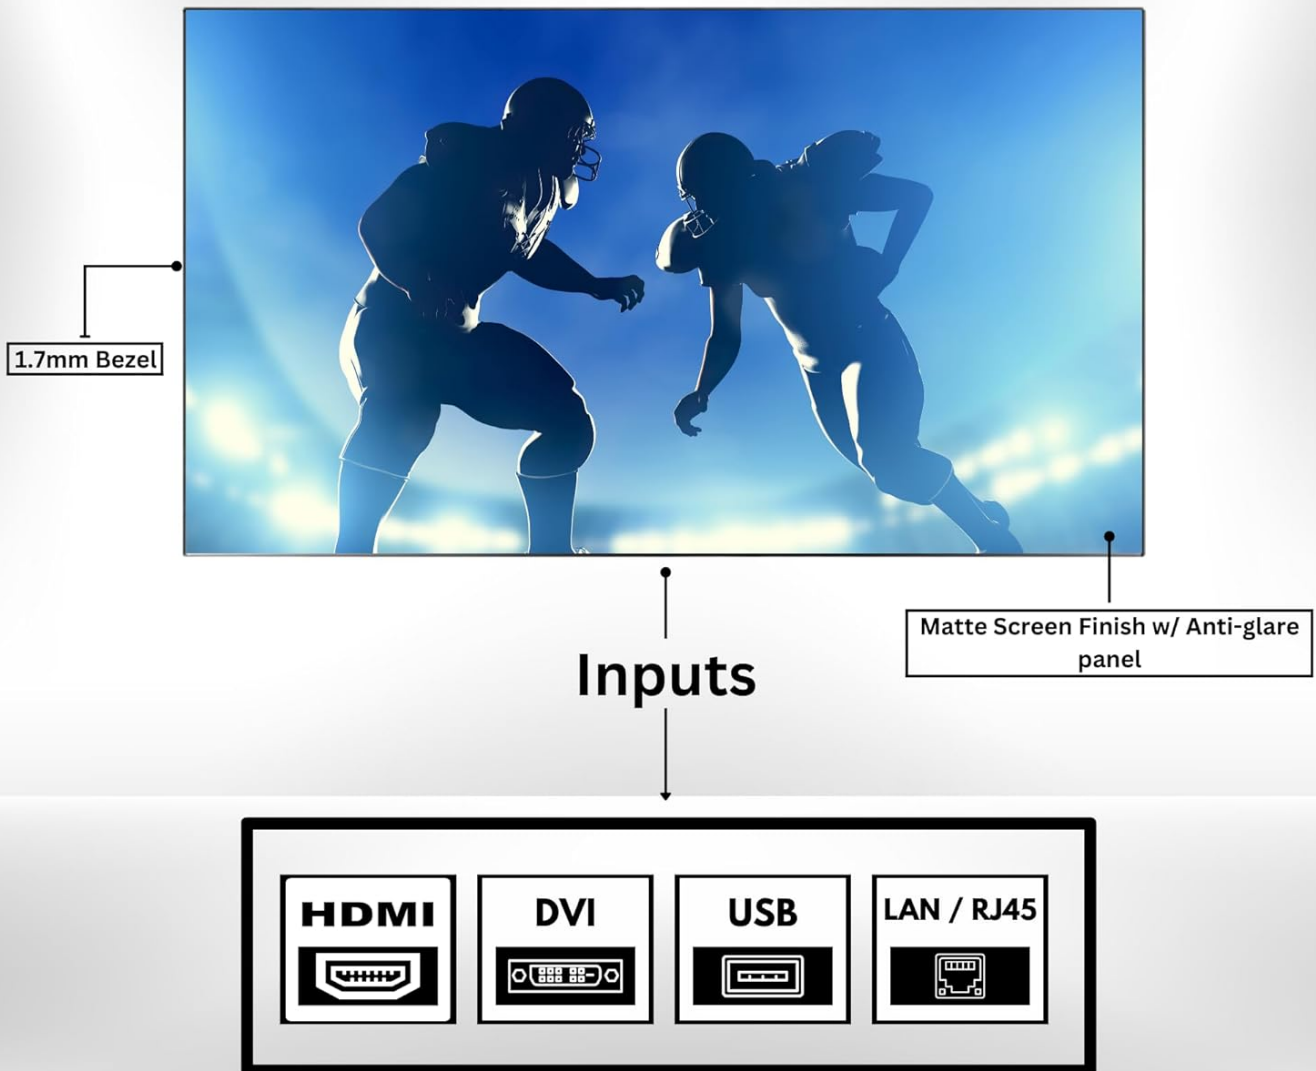 1.7mm Bezel
Matte Screen Finish w/ Anti-glare
panel
Inputs
HDMI
DVI
USB
LAN / RJ45